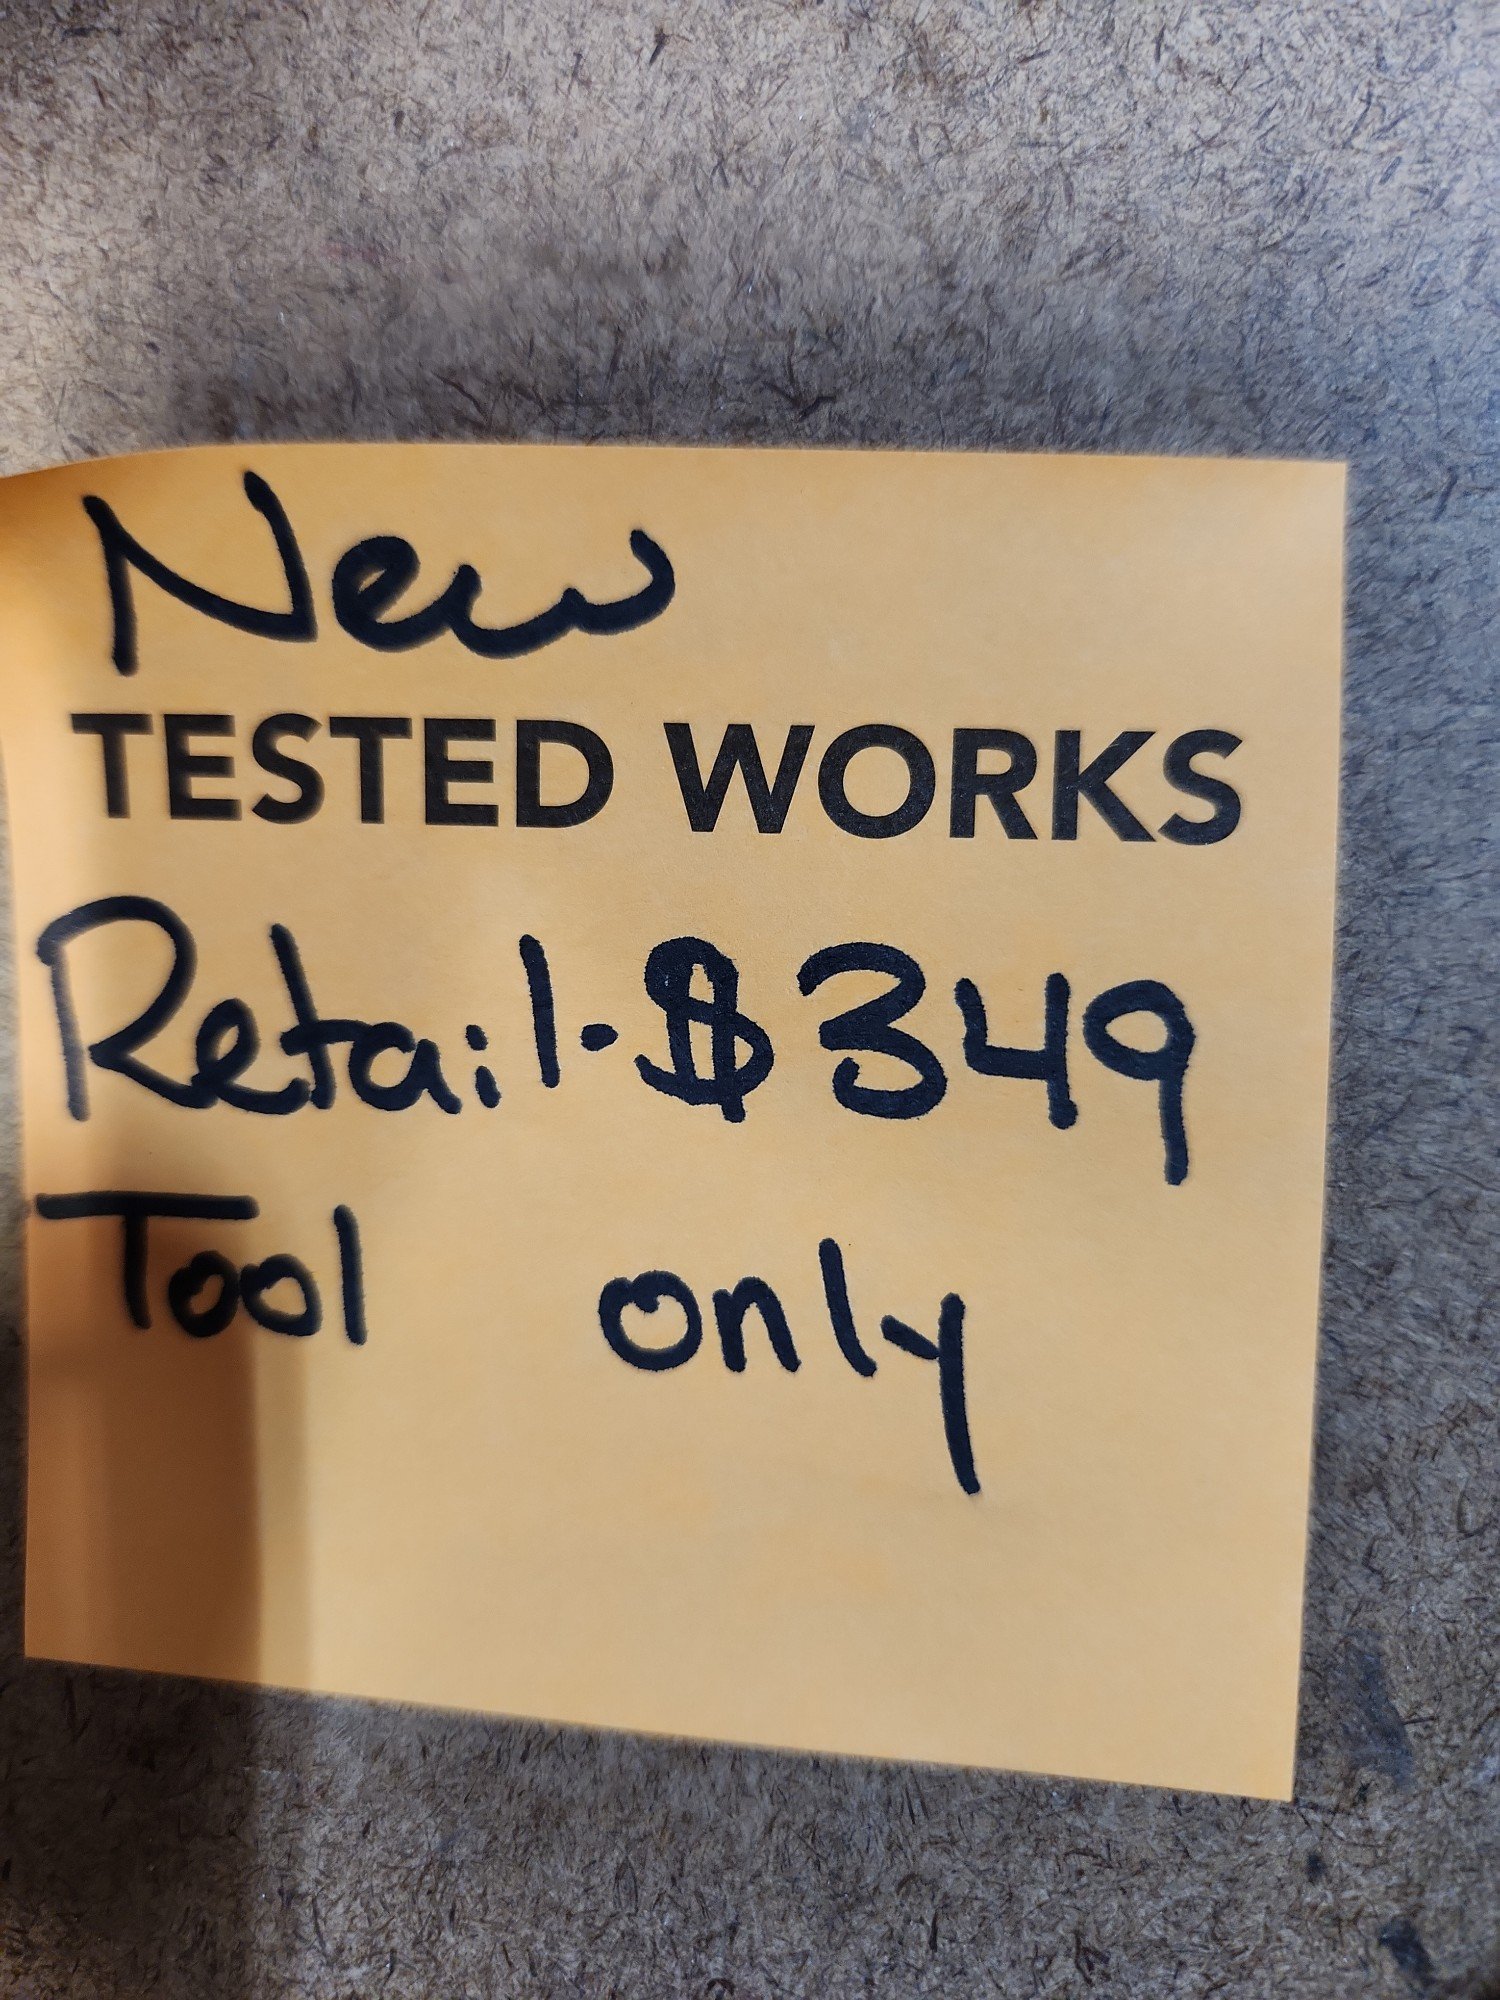 New
TESTED WORKS
Retail.$349
Tool only